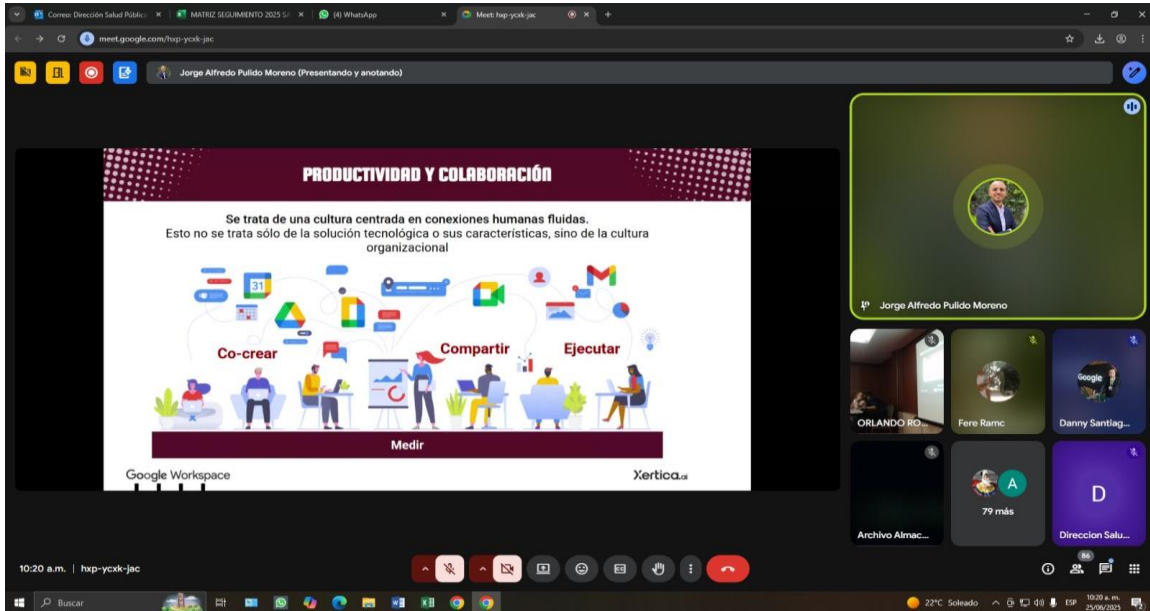 Correo: Dirección Salud Pública
MATRIZ SEGUIMIENTO 2025 S
(4) WhatsApp
Meet: hxp-ycxk-jac
meet.google.com/hxp-ycxk-jac
Jorge Alfredo Pulido Moreno (Presentando y anotando)
PRODUCTIVIDAD Y COLABORACIÓN
Se trata de una cultura centrada en conexiones humanas fluidas.
Esto no se trata sólo de la solución tecnológica o sus características, sino de la cultura
organizacional
31
Co-crear
Compartir
Ejecutar
Medir
Google Workspace
Xertica.ai
Jorge Alfredo Pulido Moreno
ORLANDO RO...
Fere Ramc
Google
Danny Santiag...
Archivo Almac...
A
79 más
D
Direccion Salu...
10:20 a.m. | hxp-ycxk-jac
86
Buscar
22°C Soleado
ESP
10:20 a. m.
25/06/2025